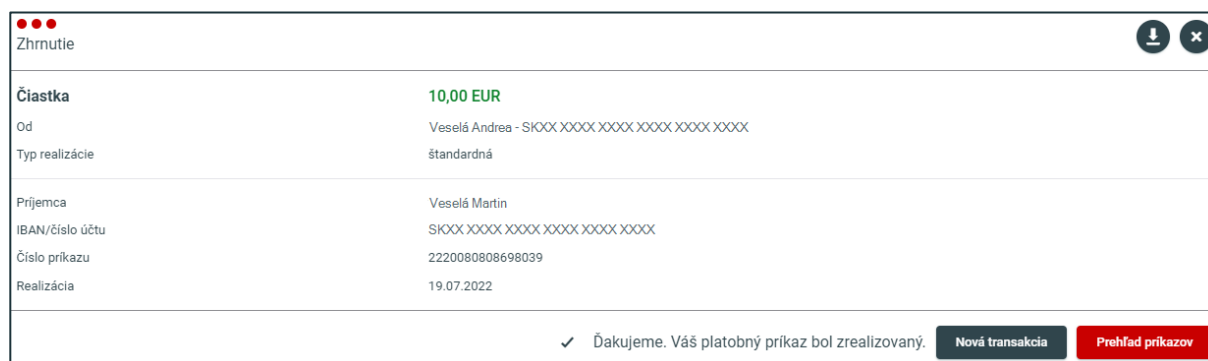 Zhrnutie
Čiastka 10,00 EUR
Od Veselá Andrea - SKXX XXXX XXXX XXXX XXXX XXXX
Typ realizácie štandardná
Príjemca Veselá Martin
IBAN/číslo účtu SKXX XXXX XXXX XXXX XXXX XXXX
Číslo príkazu 2220080808698039
Realizácia 19.07.2022
Ďakujeme. Váš platobný príkaz bol zrealizovaný. Nová transakcia Prehľad príkazov